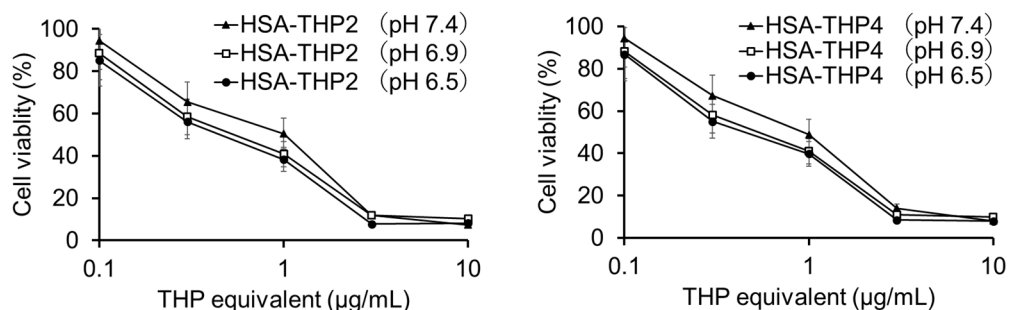 HSA-THP2 （pH 7.4）
HSA-THP2 （pH 6.9）
HSA-THP2 （pH 6.5）
Cell viablity (%)
100
80
60
40
20
0
0.1 1 10
THP equivalent (μg/mL)
HSA-THP4 （pH 7.4）
HSA-THP4 （pH 6.9）
HSA-THP4 （pH 6.5）
Cell viablity (%)
100
80
60
40
20
0
0.1 1 10
THP equivalent (μg/mL)